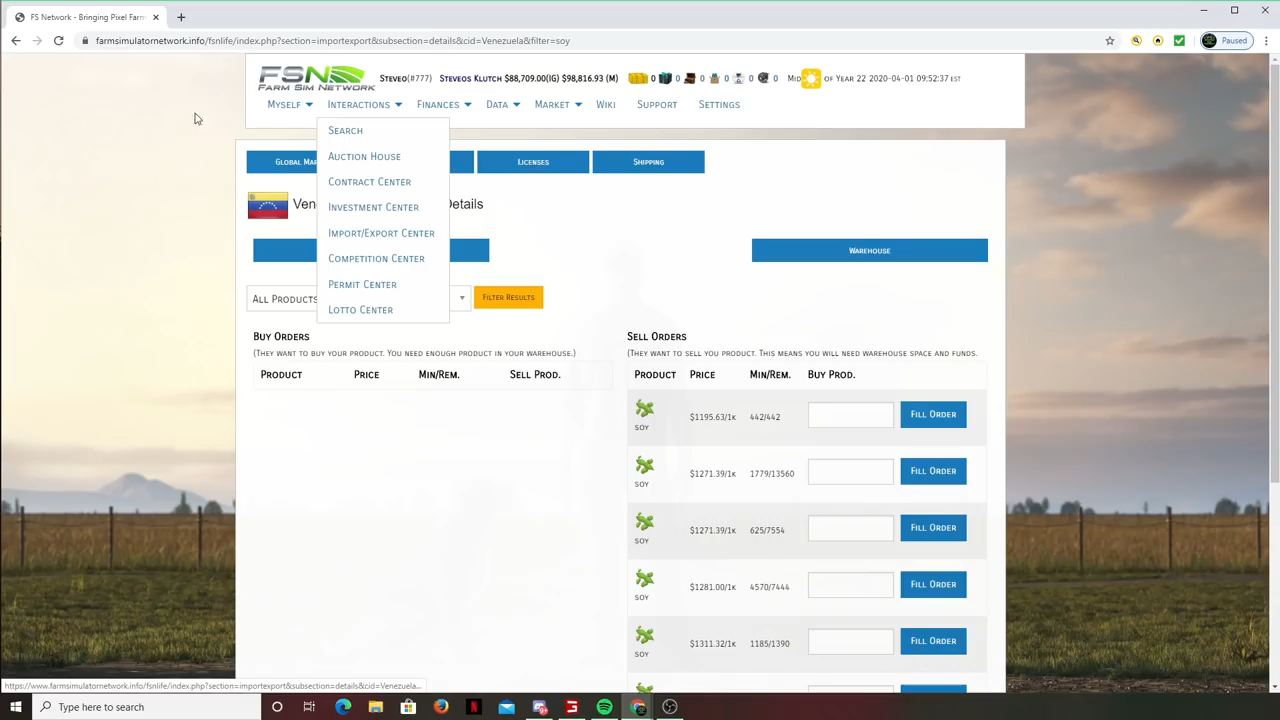 FS Network - Bringing Pixel Farm
farmsimulatornetwork.info/fsnlife/index.php?section=importexport&subsection=details&cid=Venezuela&filter=soy
Paused
FSN
FARM SIM NETWORK
STEVEO(#777) STEVEOS KLUTCH $88,709.00(IG) $98,816.93 (M) 0 0 0 0 0 0 MID OF YEAR 22 2020-04-01 09:52:37 EST
MYSELF INTERACTIONS FINANCES DATA MARKET WIKI SUPPORT SETTINGS
SEARCH
AUCTION HOUSE
CONTRACT CENTER
INVESTMENT CENTER
IMPORT/EXPORT CENTER
COMPETITION CENTER
PERMIT CENTER
LOTTO CENTER
GLOBAL MAR LICENSES SHIPPING
Ven etails
WAREHOUSE
ALL PRODUCTS FILTER RESULTS
BUY ORDERS
(THEY WANT TO BUY YOUR PRODUCT. YOU NEED ENOUGH PRODUCT IN YOUR WAREHOUSE.)
PRODUCT PRICE MIN/REM. SELL PROD.
SELL ORDERS
(THEY WANT TO SELL YOU PRODUCT. THIS MEANS YOU WILL NEED WAREHOUSE SPACE AND FUNDS.
PRODUCT PRICE MIN/REM. BUY PROD.
SOY $1195.63/1K 442/442 FILL ORDER
SOY $1271.39/1K 1779/13560 FILL ORDER
SOY $1271.39/1K 625/7554 FILL ORDER
SOY $1281.00/1K 4570/7444 FILL ORDER
SOY $1311.32/1K 1185/1390 FILL ORDER
https://www.farmsimulatornetwork.info/fsnlife/index.php?section=importexport&subsection=details&cid=Venezuela...
Type here to search